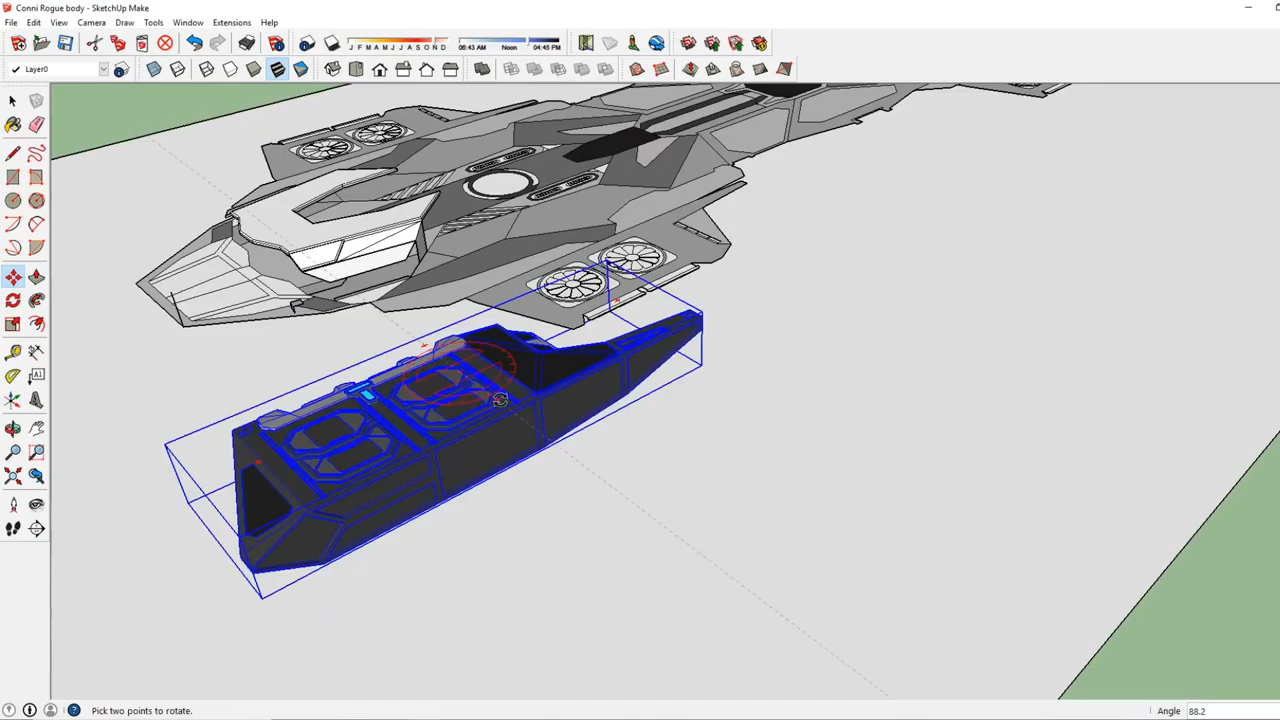 Conni Rogue body - SketchUp Make
File Edit View Camera Draw Tools Window Extensions Help
J F M A M J J A S O N D 06:43 AM Noon 04:45 PM
✓ Layer0
A1
Pick two points to rotate. Angle 88.2